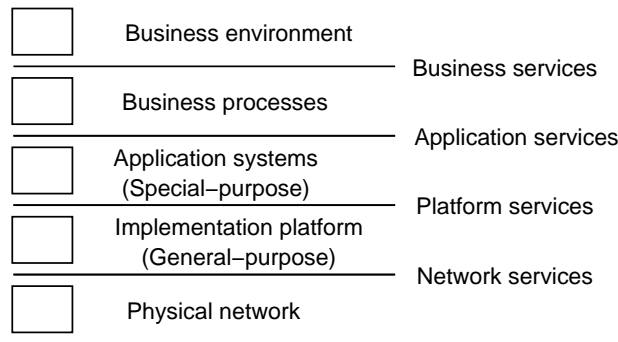 Business environment
Business services
Business processes
Application services
Application systems
(Special−purpose)
Platform services
Implementation platform
(General−purpose)
Network services
Physical network